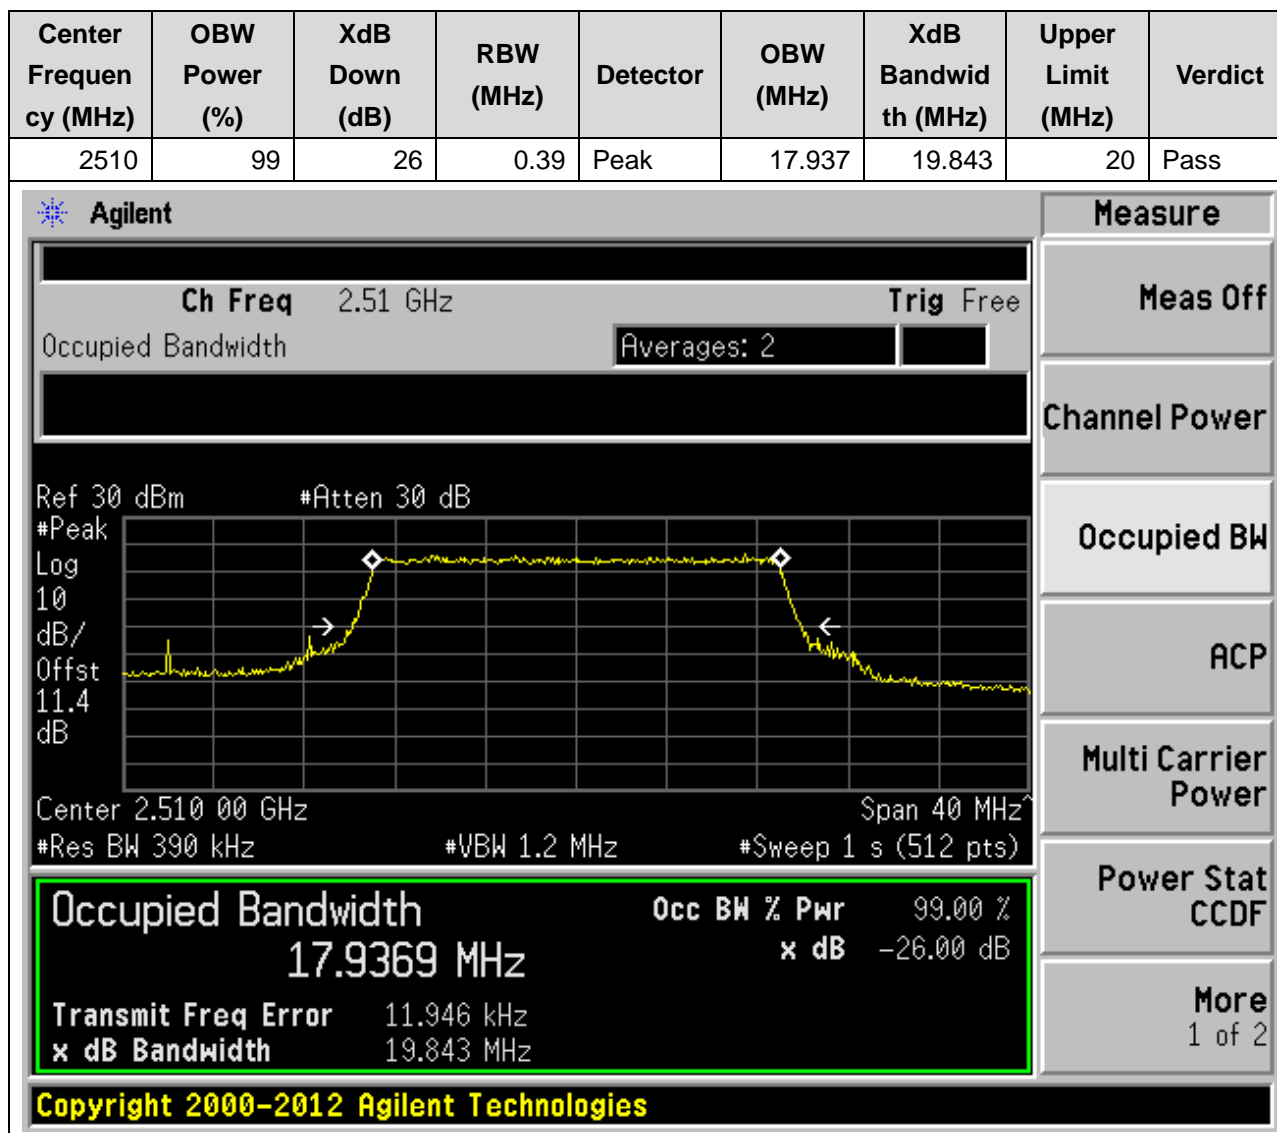 Center Frequen cy (MHz) OBW Power (%) XdB Down (dB) RBW (MHz) Detector OBW (MHz) XdB Bandwid th (MHz) Upper Limit (MHz) Verdict
2510 99 26 0.39 Peak 17.937 19.843 20 Pass
Agilent
Measure
Ch Freq 2.51 GHz Trig Free
Meas Off
Occupied Bandwidth Averages: 2
Channel Power
Ref 30 dBm #Atten 30 dB
#Peak
Log
10
dB/
Offst
11.4
dB
Occupied BW
ACP
Multi Carrier
Power
Center 2.510 00 GHz Span 40 MHz^
#Res BW 390 kHz #VBW 1.2 MHz #Sweep 1 s (512 pts)
Power Stat
CCDF
Occupied Bandwidth Occ BW % Pwr 99.00 %
17.9369 MHz x dB -26.00 dB
Transmit Freq Error 11.946 kHz
x dB Bandwidth 19.843 MHz
More
1 of 2
Copyright 2000-2012 Agilent Technologies